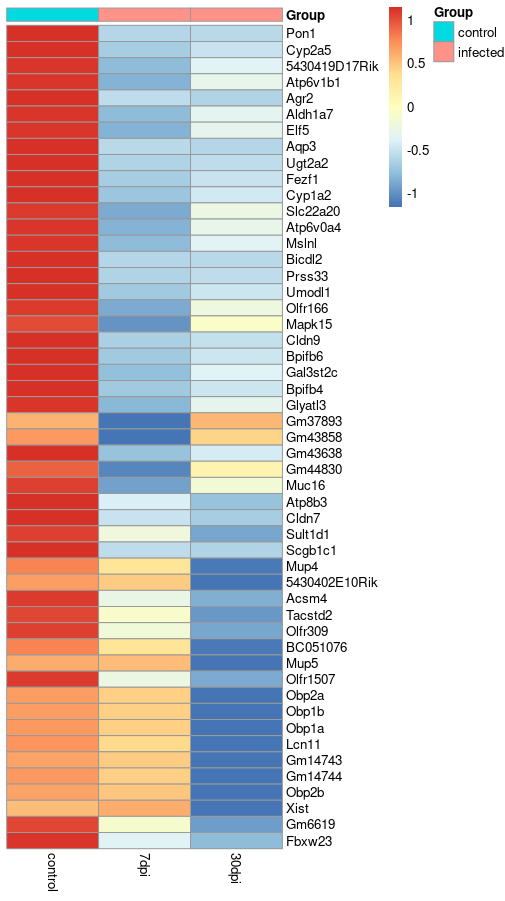 Group
Pon1
Cyp2a5
5430419D17Rik
Atp6v1b1
Agr2
Aldh1a7
Elf5
Aqp3
Ugt2a2
Fezf1
Cyp1a2
Slc22a20
Atp6v0a4
Mslnl
Bicdl2
Prss33
Umodl1
Olfr166
Mapk15
Cldn9
Bpifb6
Gal3st2c
Bpifb4
Glyatl3
Gm37893
Gm43858
Gm43638
Gm44830
Muc16
Atp8b3
Cldn7
Sult1d1
Scgb1c1
Mup4
5430402E10Rik
Acsm4
Tacstd2
Olfr309
BC051076
Mup5
Olfr1507
Obp2a
Obp1b
Obp1a
Lcn11
Gm14743
Gm14744
Obp2b
Xist
Gm6619
Fbxw23
control
7dpi
30dpi
1
0.5
0
-0.5
-1
Group
control
infected